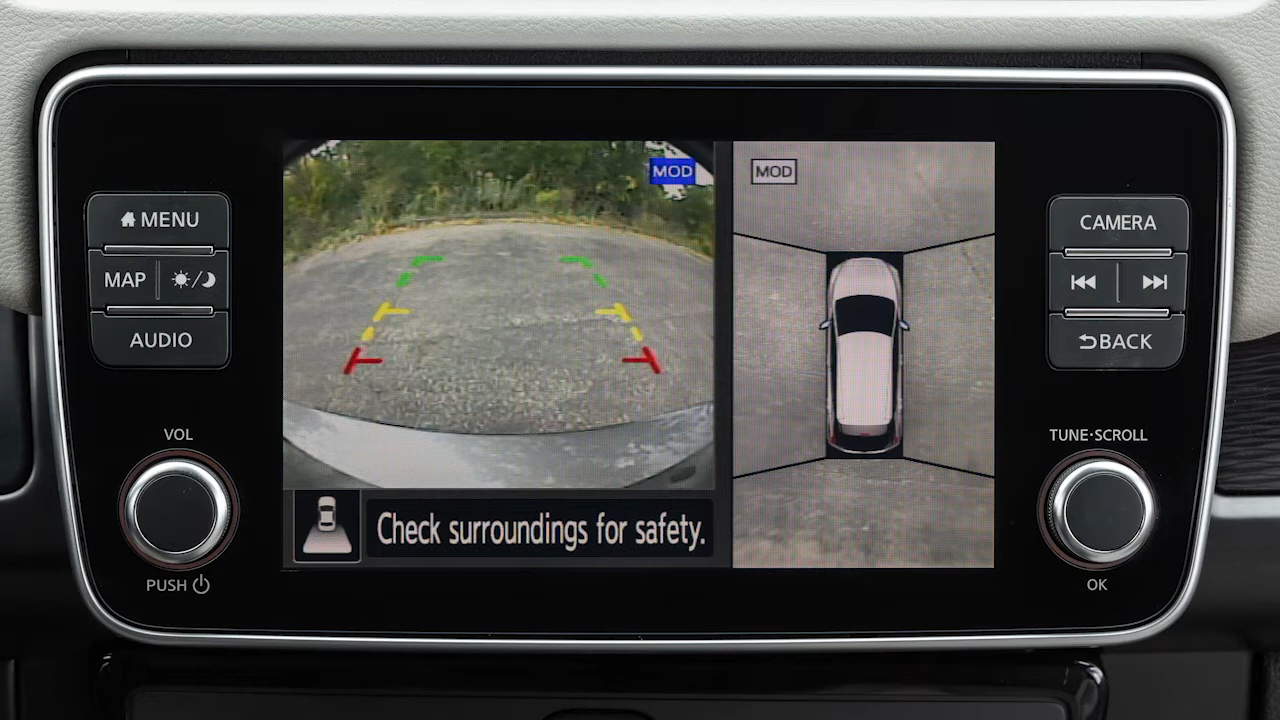 MENU
MAP
AUDIO
VOL
PUSH
MOD
Check surroundings for safety.
MOD
CAMERA
BACK
TUNE·SCROLL
OK